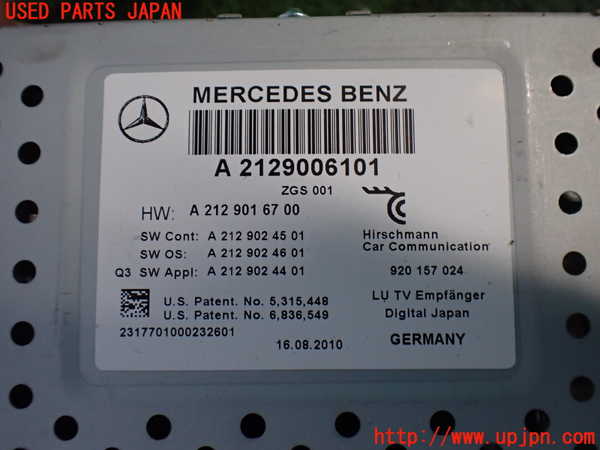 USED PARTS JAPAN
MERCEDES BENZ
A 2129006101
ZGS 001
HW: A 212 901 67 00
SW Cont: A 212 902 45 01
SW OS: A 212 902 46 01
Q3 SW Appl: A 212 902 44 01
Hirschmann
Car Communication
920 157 024
U.S. Patent. No. 5,315,448
U.S. Patent. No. 6,836,549
2317701000232601
16.08.2010
LŲ TV Empfänger
Digital Japan
GERMANY
http://www.upjpn.com/